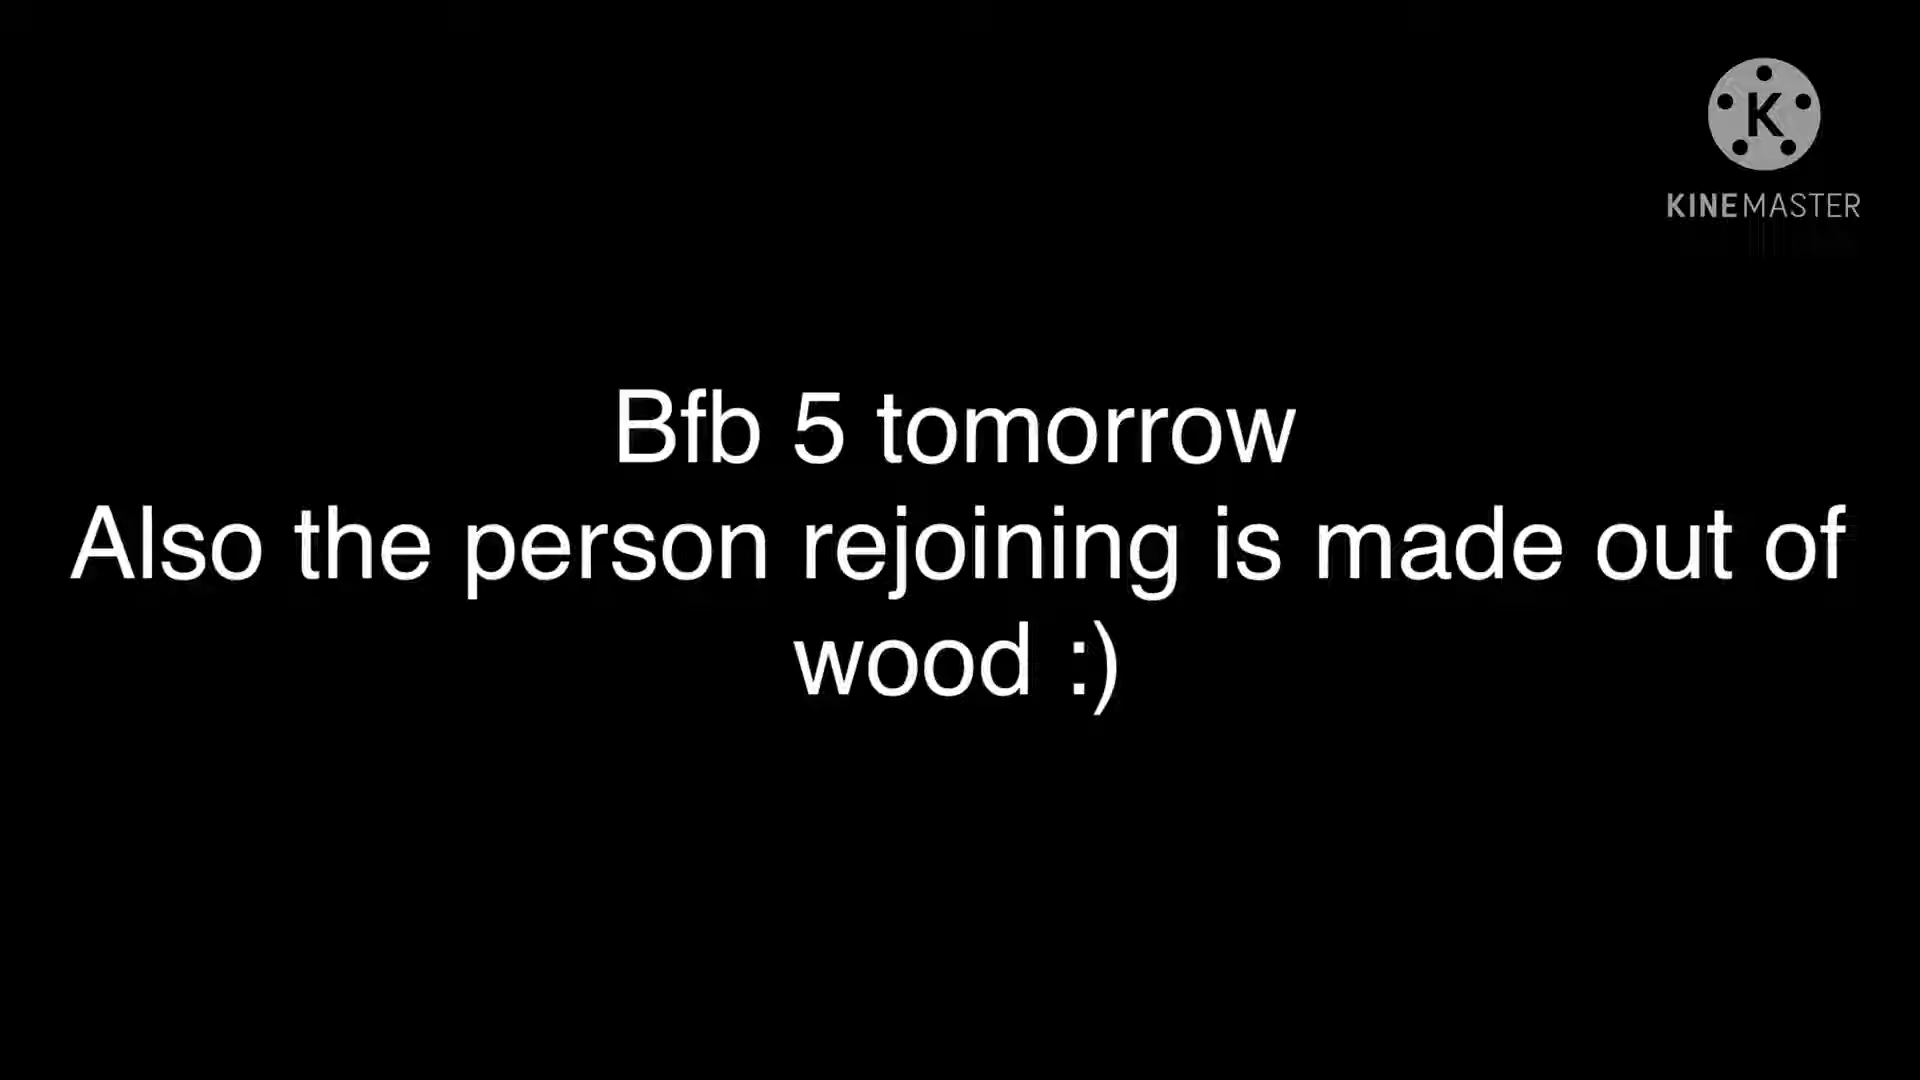 K
KINEMASTER
Bfb 5 tomorrow
Also the person rejoining is made out of
wood :)